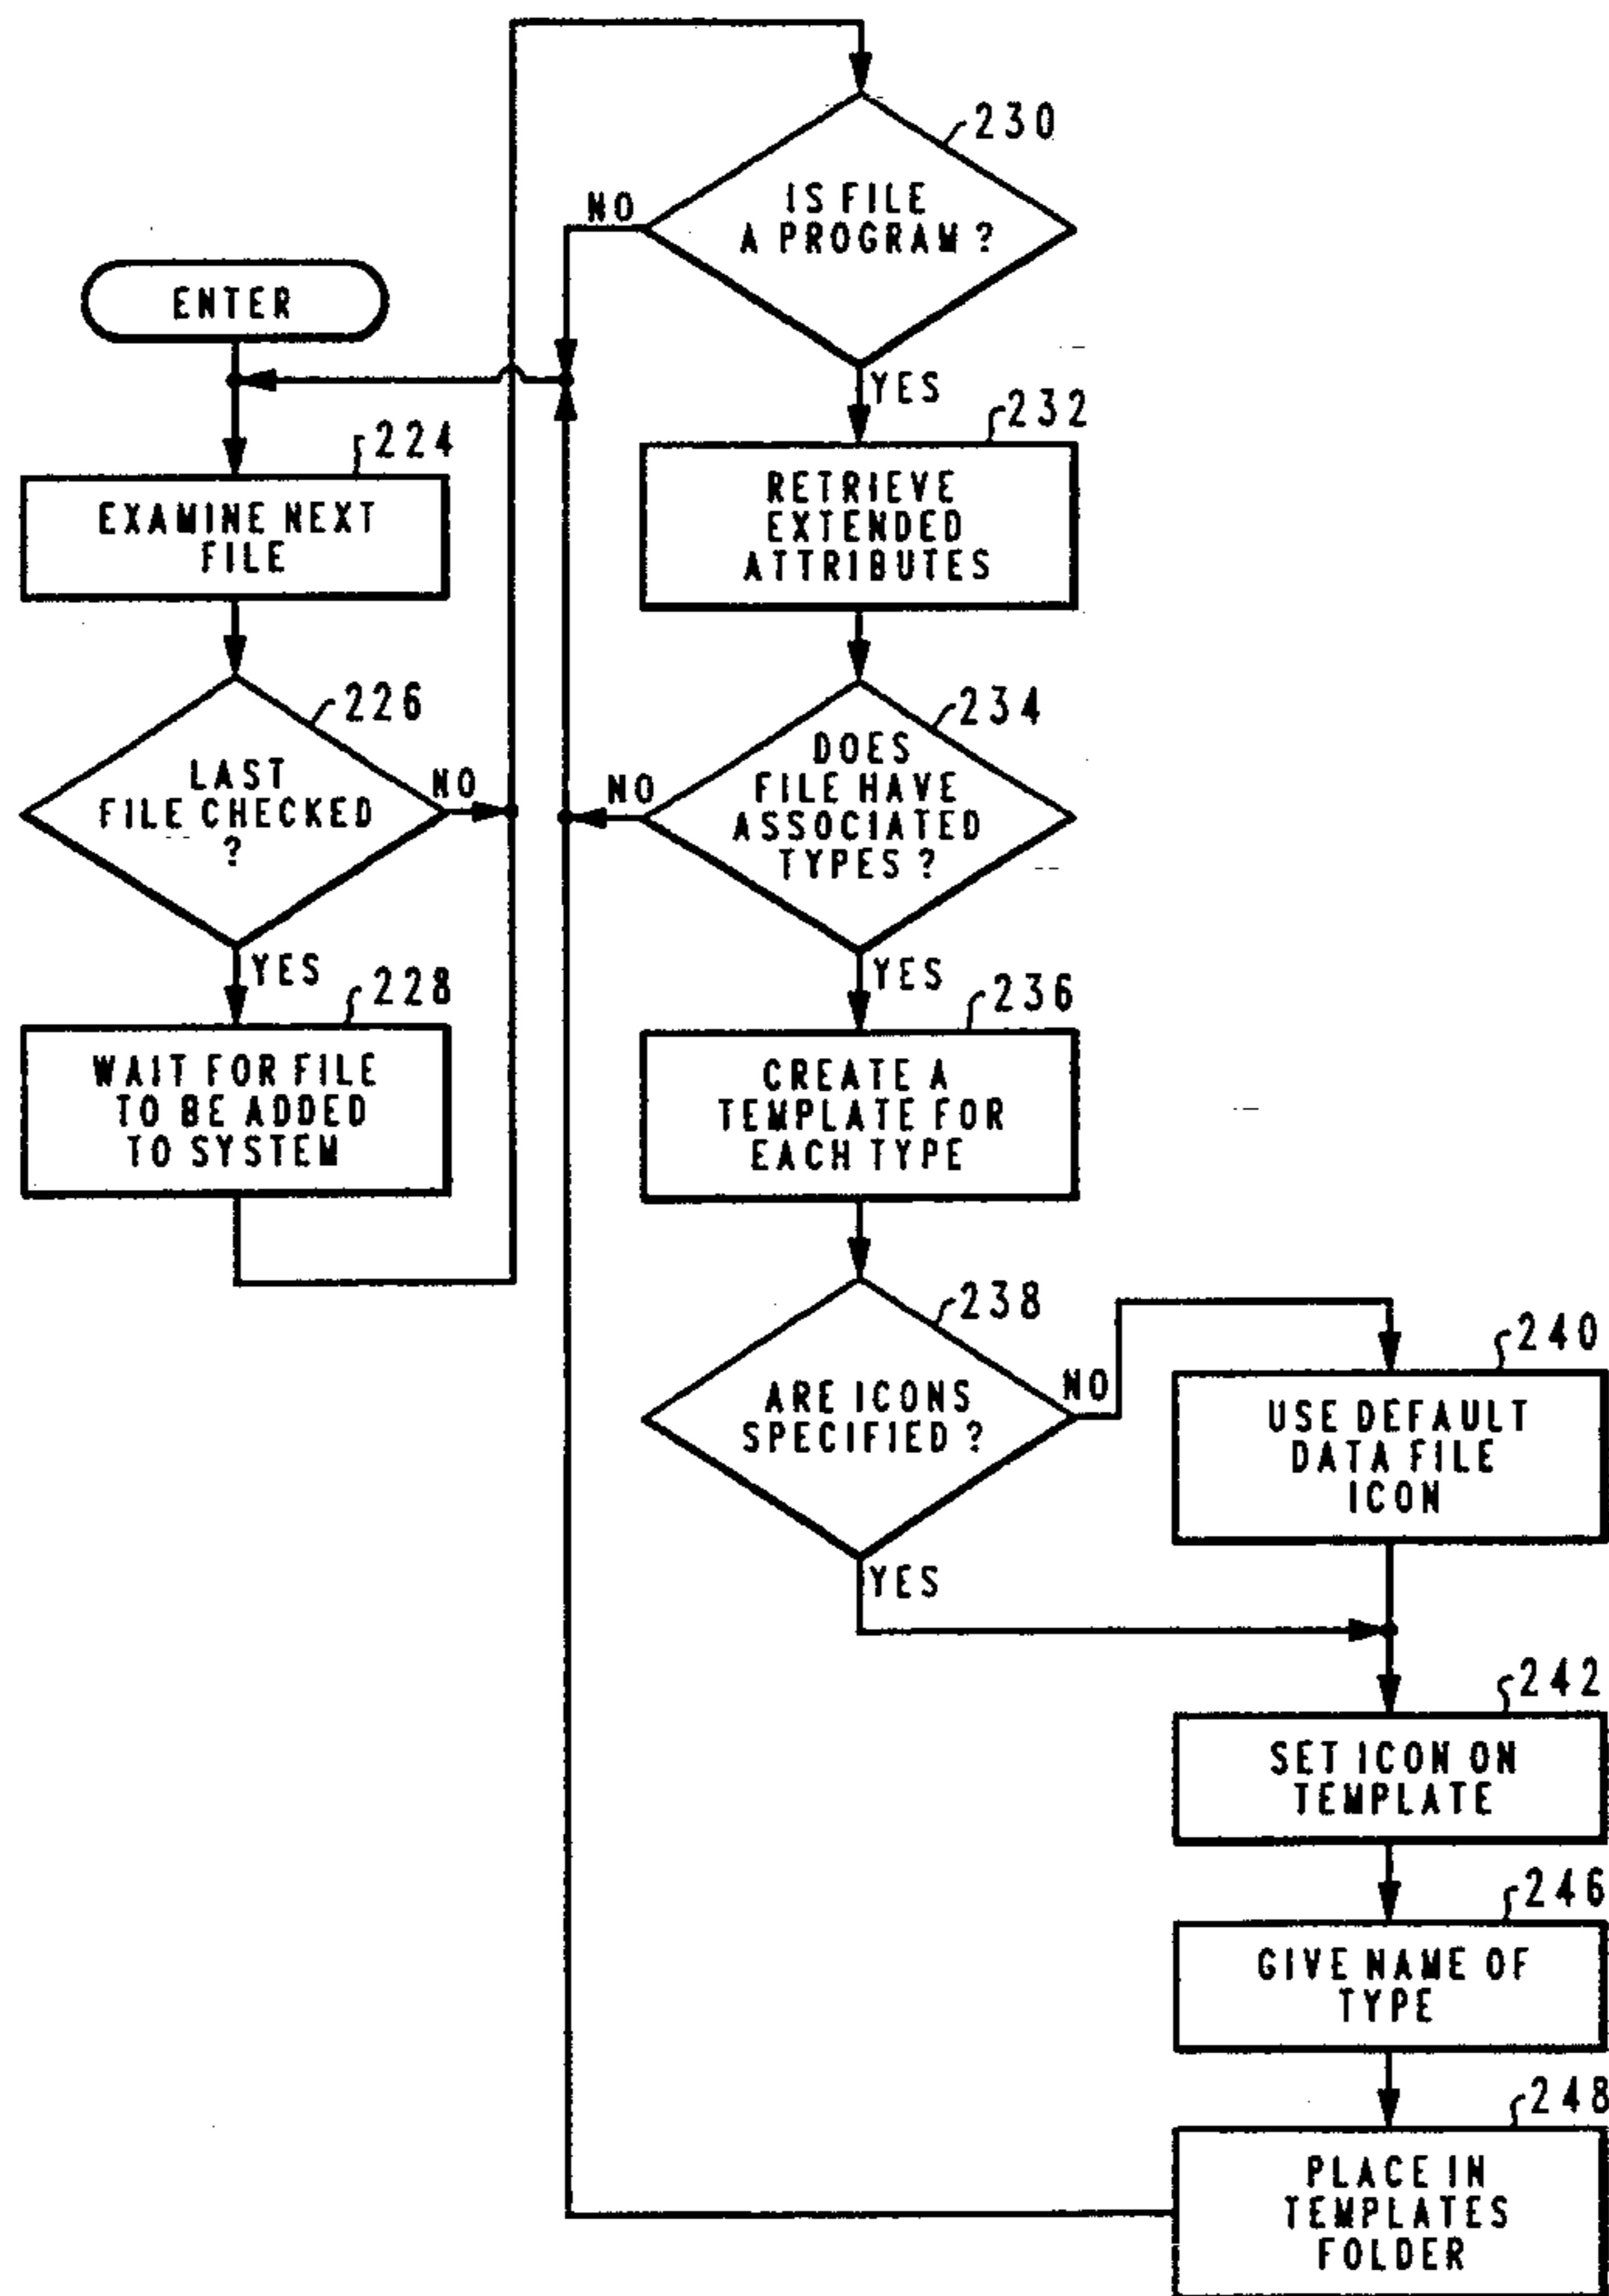 ENTER
224
EXAMINE NEXT
FILE
226
LAST
FILE CHECKED
?
NO
YES
228
WAIT FOR FILE
TO BE ADDED
TO SYSTEM
230
IS FILE
A PROGRAM ?
NO
YES
232
RETRIEVE
EXTENDED
ATTRIBUTES
234
DOES
FILE HAVE
ASSOCIATED
TYPES ?
NO
YES
236
CREATE A
TEMPLATE FOR
EACH TYPE
238
ARE ICONS
SPECIFIED ?
NO
YES
240
USE DEFAULT
DATA FILE
ICON
242
SET ICON ON
TEMPLATE
246
GIVE NAME OF
TYPE
248
PLACE IN
TEMPLATES
FOLDER